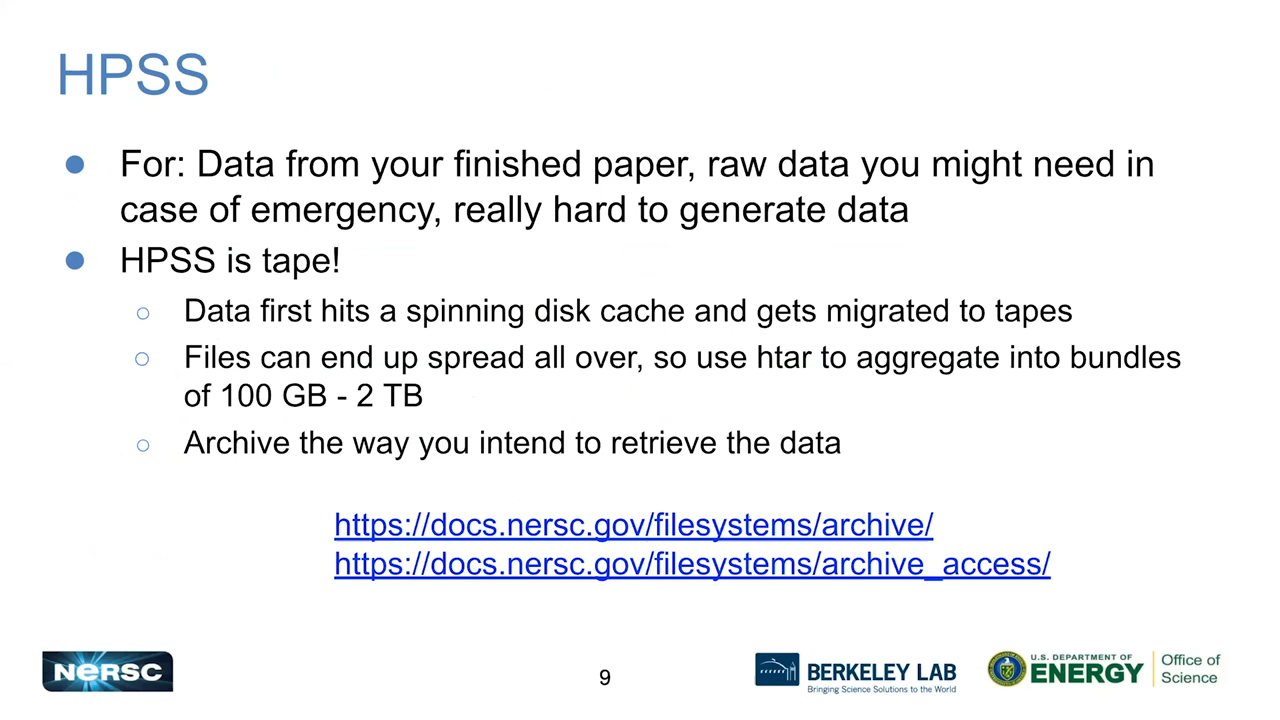 HPSS
● For: Data from your finished paper, raw data you might need in
case of emergency, really hard to generate data
● HPSS is tape!
○ Data first hits a spinning disk cache and gets migrated to tapes
○ Files can end up spread all over, so use htar to aggregate into bundles
of 100 GB - 2 TB
○ Archive the way you intend to retrieve the data
https://docs.nersc.gov/filesystems/archive/
https://docs.nersc.gov/filesystems/archive_access/
NERSC
9
BERKELEY LAB
Bringing Science Solutions to the World
U.S. DEPARTMENT OF
ENERGY
Office of
Science